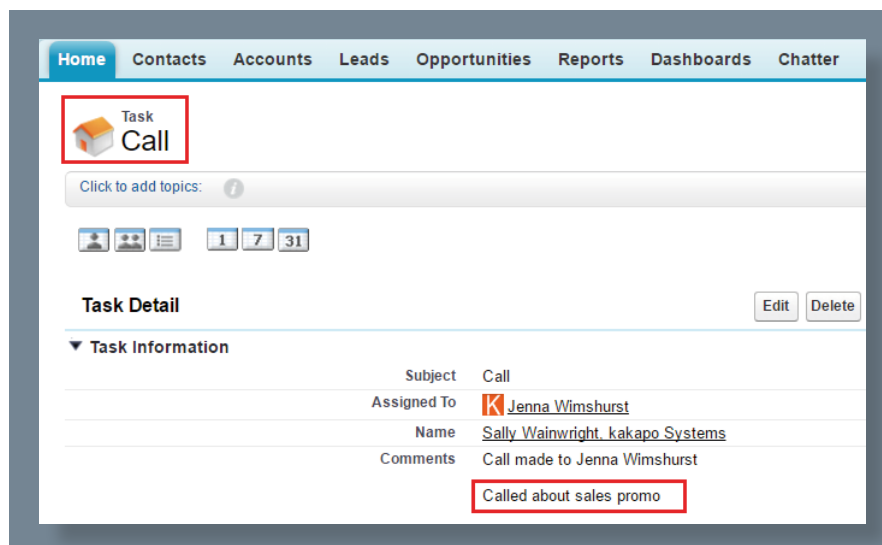 Home Contacts Accounts Leads Opportunities Reports Dashboards Chatter
Task
Call
Click to add topics: i
1 7 31
Task Detail Edit Delete
Task Information
Subject Call
Assigned To K Jenna Wimshurst
Name Sally Wainwright, kakapo Systems
Comments Call made to Jenna Wimshurst
Called about sales promo